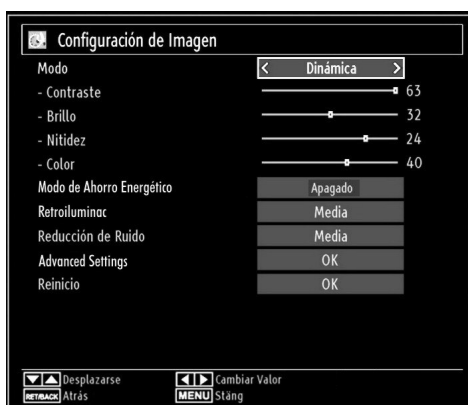 Configuración de Imagen
Modo < Dinámica >
- Contraste 63
- Brillo 32
- Nitidez 24
- Color 40
Modo de Ahorro Energético Apagado
Retroiluminac Media
Reducción de Ruido Media
Advanced Settings OK
Reinicio OK
Desplazarse Cambiar Valor
RET/BACK Atrás MENU Stäng